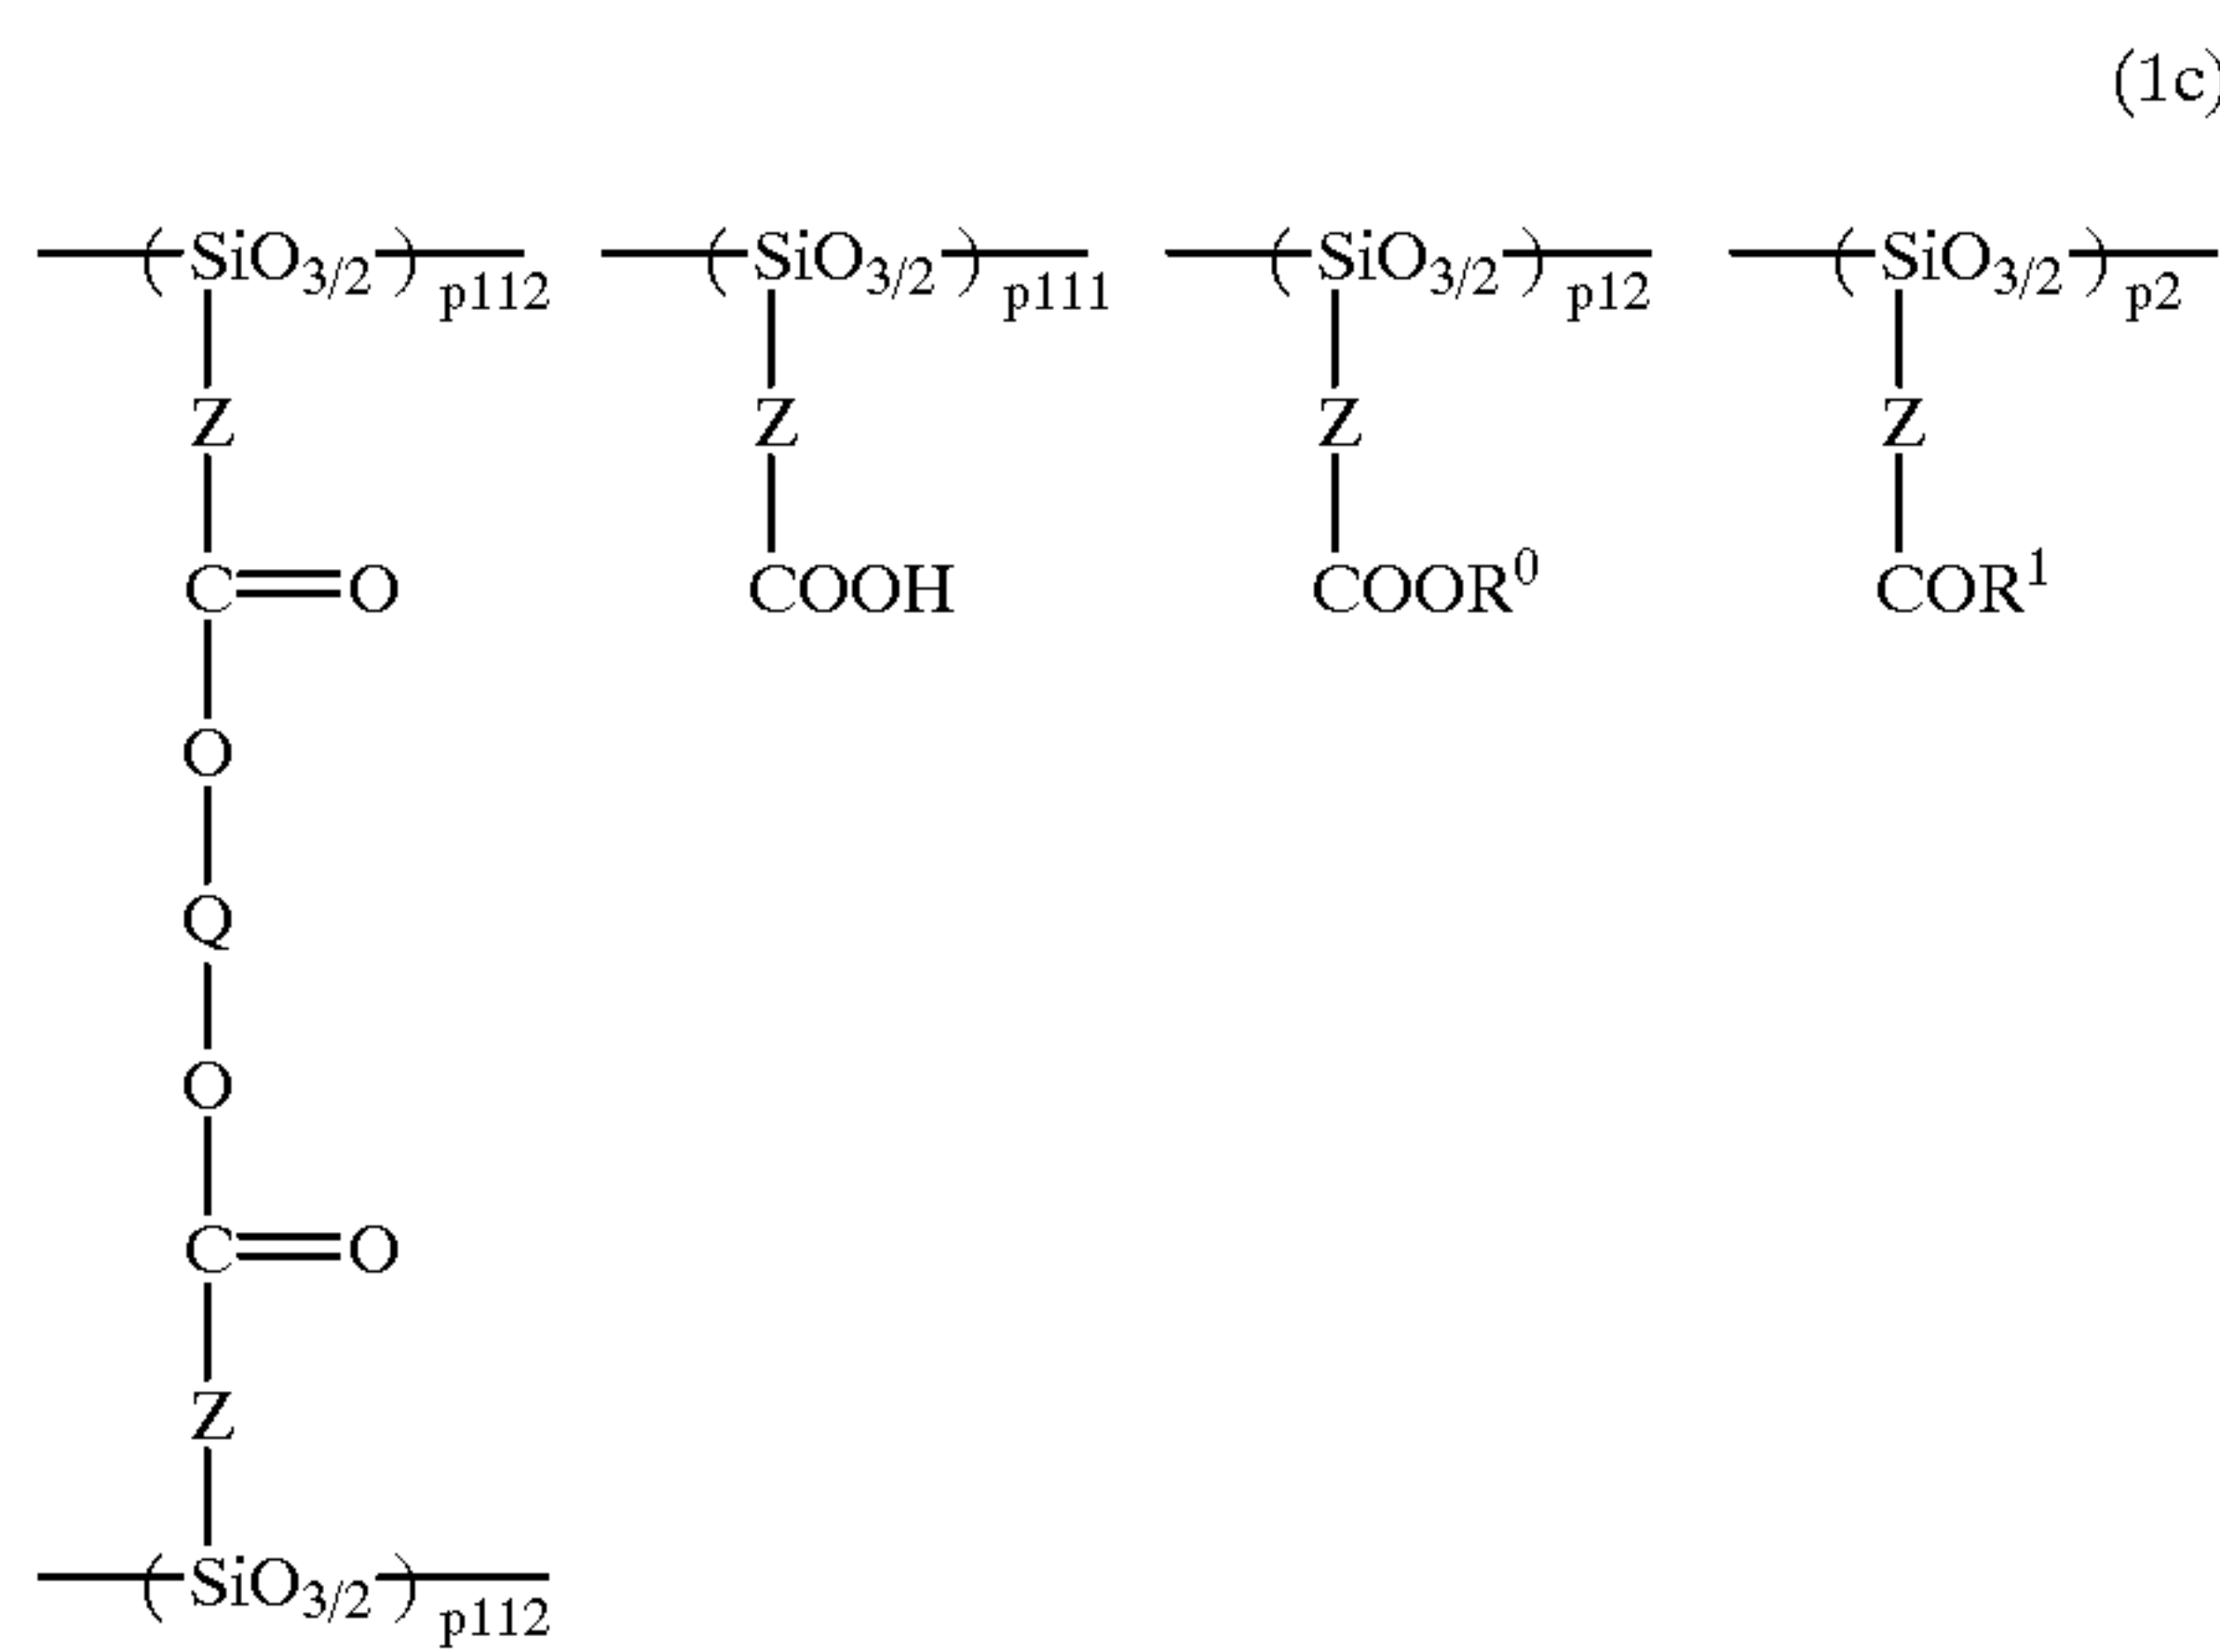 (1c)
(SiO3/2)p112 (SiO3/2)p111 (SiO3/2)p12 (SiO3/2)p2
Z Z Z Z
C=O COOH COOR⁰ COR¹
O
Q
O
C=O
Z
(SiO3/2)p112